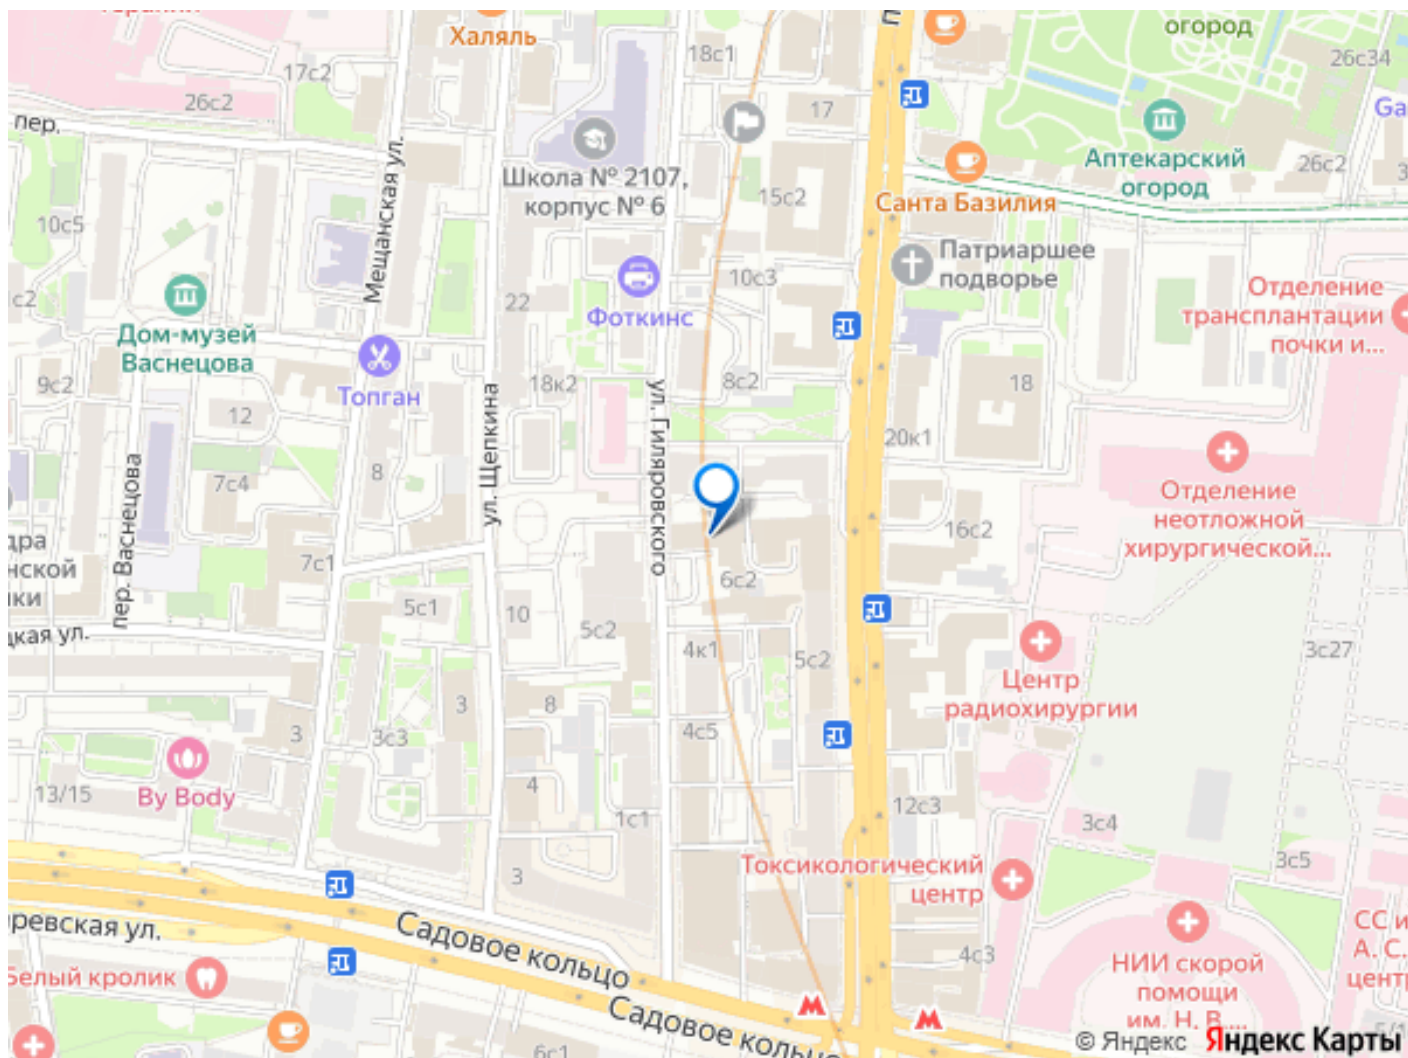 Халяль
огород
18с1
26с34
17с2
26с2
17
пер.
Мещанская ул.
Школа № 2107,
корпус № 6
Аптекарский
огород
26с2
15с2
Санта Базилия
10с5
Патриаршее
подворье
10с3
22
Фоткинс
Дом-музей
Васнецова
Отделение
трансплантации
почки и...
9с2
Топган
18к2
8с2
18
12
ул. Щепкина
ул. Гиляровского
20к1
8
7с4
пер. Васнецова
Отделение
неотложной
хирургической...
16с2
7с1
6с2
5с1
10
5с2
4к1
5с2
3с27
Центр
радиохирургии
3
8
3
3с3
4с5
By Body
13/15
4
1с1
12с3
3с4
3с5
Токсикологический
центр
3
Садовое кольцо
4с3
Белый кролик
НИИ скорой
помощи
им. Н. В....
Садовое кольцо
6с1
© Яндекс Яндекс Карты